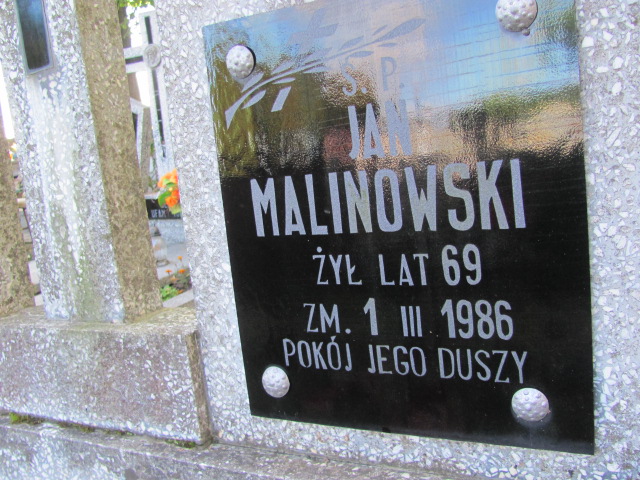 Ś.P.
JAN
MALINOWSKI
ŻYŁ LAT 69
ZM. 1 III 1986
POKÓJ JEGO DUSZY